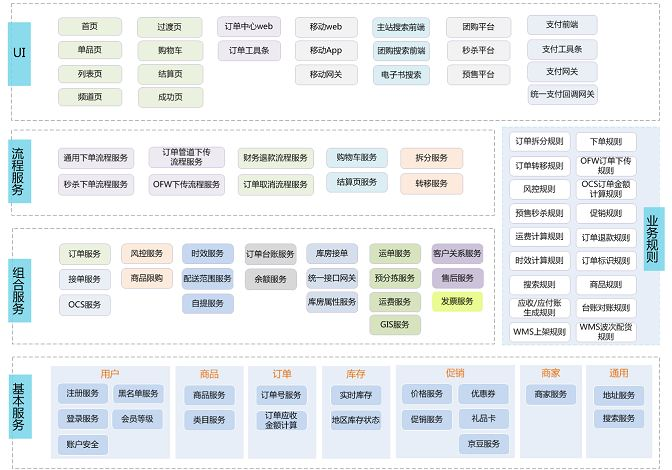 UI
首页
过渡页
订单中心web
移动web
主站搜索前端
团购平台
支付前端
单品页
购物车
订单工具条
移动App
团购搜索前端
秒杀平台
支付工具条
列表页
结算页
移动网关
电子书搜索
预售平台
支付网关
频道页
成功页
统一支付回调网关
流程服务
通用下单流程服务
订单管道下传
流程服务
财务退款流程服务
购物车服务
拆分服务
秒杀下单流程服务
OFW下传流程服务
订单取消流程服务
结算页服务
转移服务
业务规则
订单拆分规则
下单规则
订单转移规则
OFW订单下传
规则
风控规则
OCS订单金额
计算规则
预售秒杀规则
促销规则
运费计算规则
订单退款规则
时效计算规则
订单标识规则
搜索规则
商品规则
应收/应付账
生成规则
台账对账规则
WMS上架规则
WMS波次配货
规则
组合服务
订单服务
风控服务
时效服务
订单台账服务
库房接单
运单服务
客户关系服务
接单服务
商品限购
配送范围服务
余额服务
统一接口网关
预分拣服务
售后服务
OCS服务
自提服务
库房属性服务
运费服务
发票服务
GIS服务
基本服务
用户
商品
订单
库存
促销
商家
通用
注册服务
黑名单服务
商品服务
订单号服务
实时库存
价格服务
优惠券
商家服务
地址服务
登录服务
会员等级
类目服务
订单应收
金额计算
地区库存状态
促销服务
礼品卡
搜索服务
账户安全
京豆服务